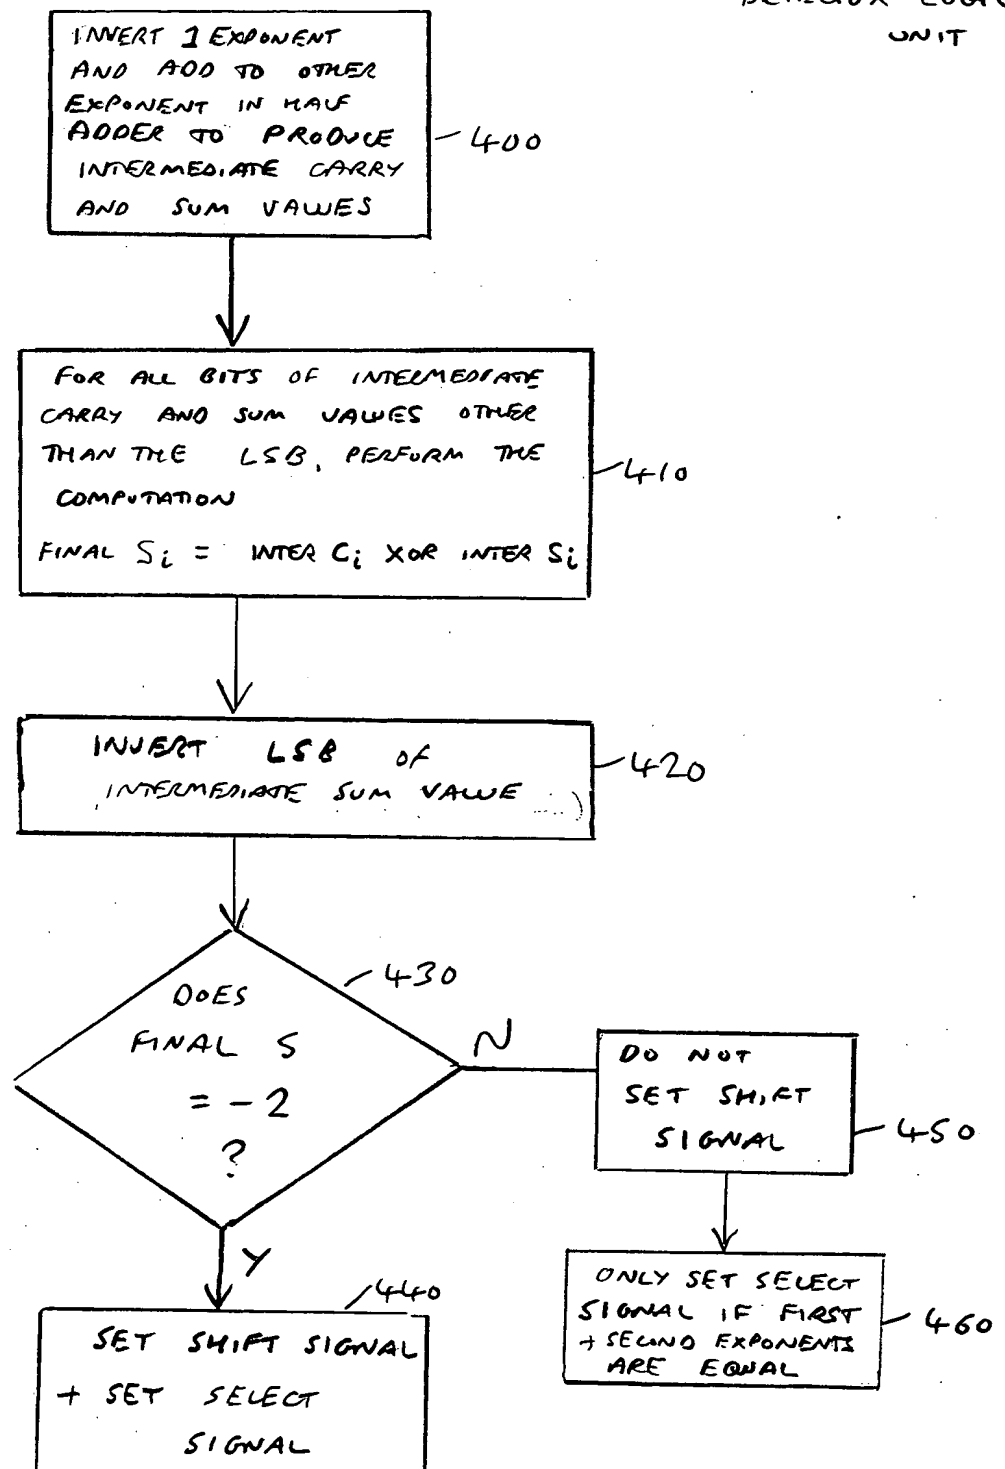 UNIT
INVERT 1 EXPONENT
AND ADD TO OTHER
EXPONENT IN HALF
ADDER TO PRODUCE
INTERMEDIATE CARRY
AND SUM VALUES
400
FOR ALL BITS OF INTERMEDIATE
CARRY AND SUM VALUES OTHER
THAN THE LSB, PERFORM THE
COMPUTATION
FINAL Si = INTER Ci XOR INTER Si
410
INVERT LSB OF
INTERMEDIATE SUM VALUE
420
DOES
FINAL S
= -2
?
430
N
Y
DO NOT
SET SHIFT
SIGNAL
450
SET SHIFT SIGNAL
+ SET SELECT
SIGNAL
440
ONLY SET SELECT
SIGNAL IF FIRST
+ SECOND EXPONENTS
ARE EQUAL
460